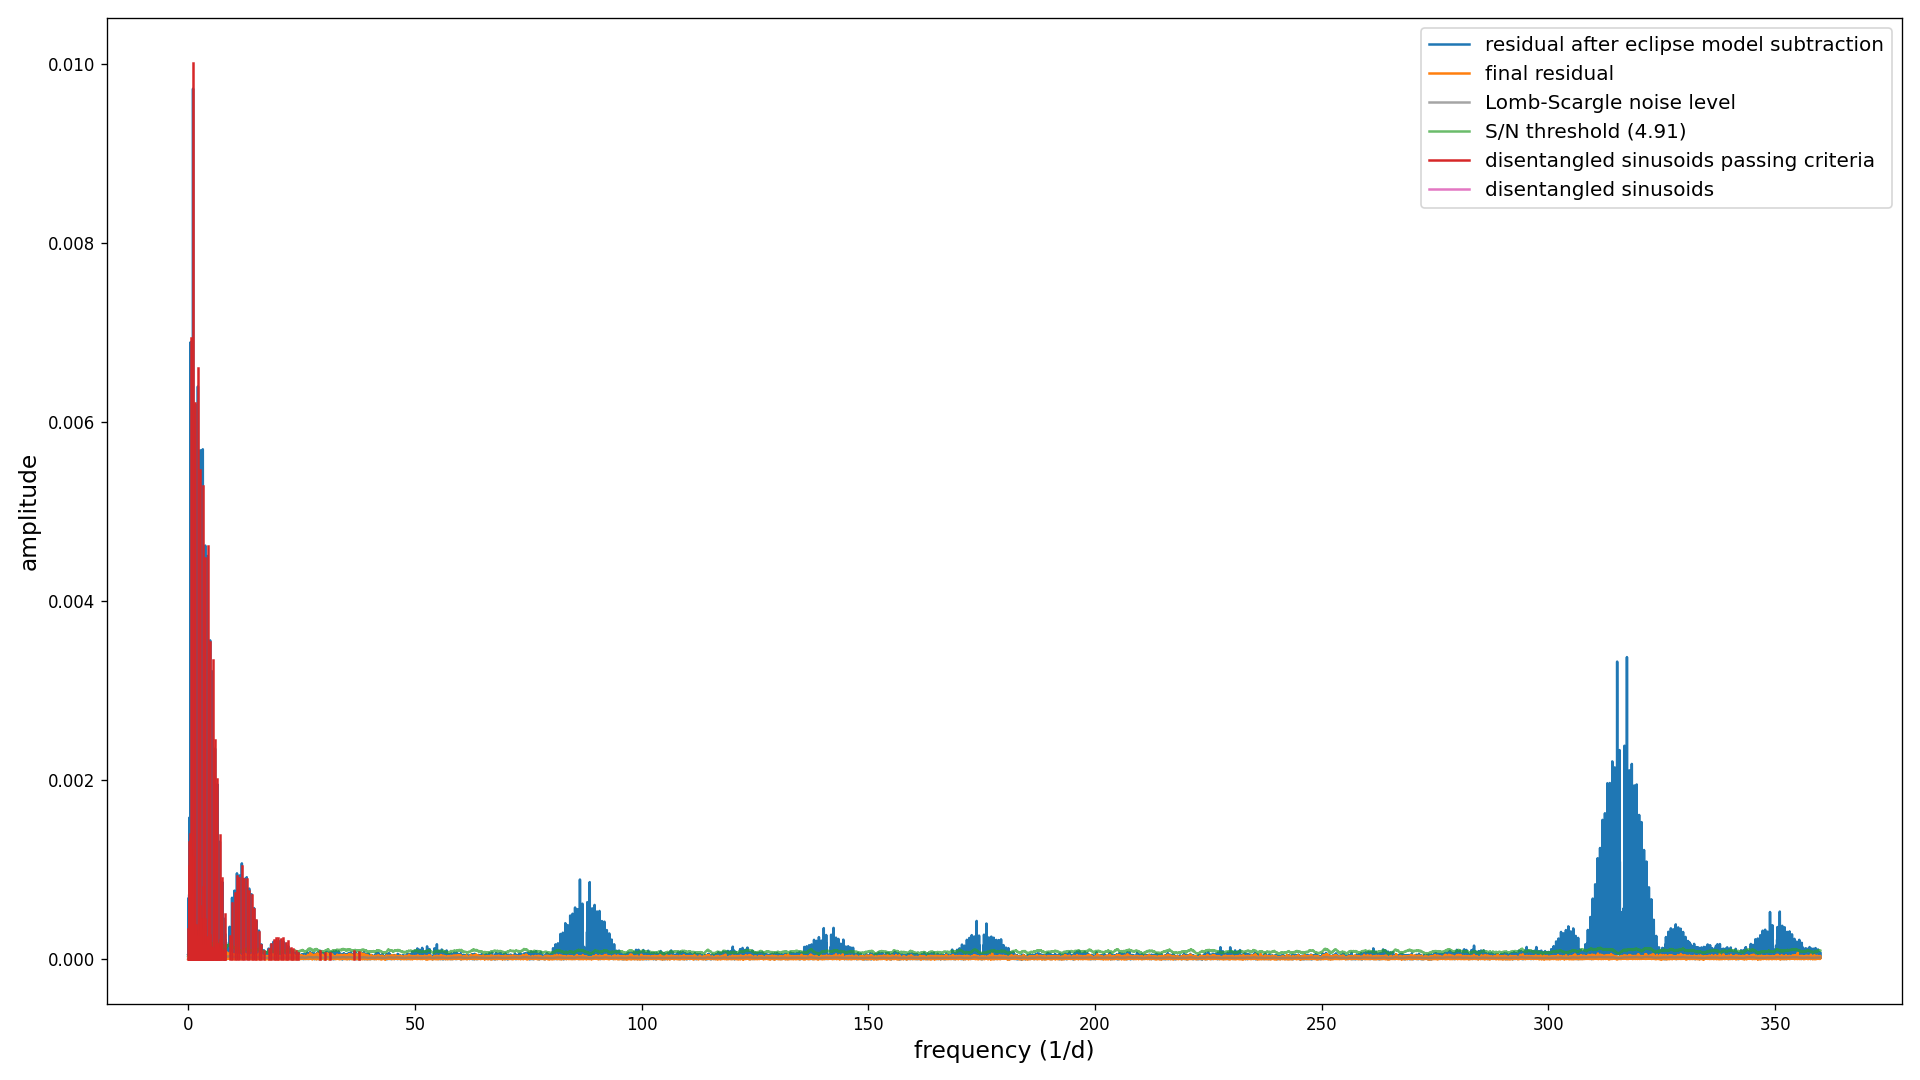 residual after eclipse model subtraction
final residual
Lomb-Scargle noise level
S/N threshold (4.91)
disentangled sinusoids passing criteria
disentangled sinusoids
amplitude
0.010
0.008
0.006
0.004
0.002
0.000
0 50 100 150 200 250 300 350
frequency (1/d)